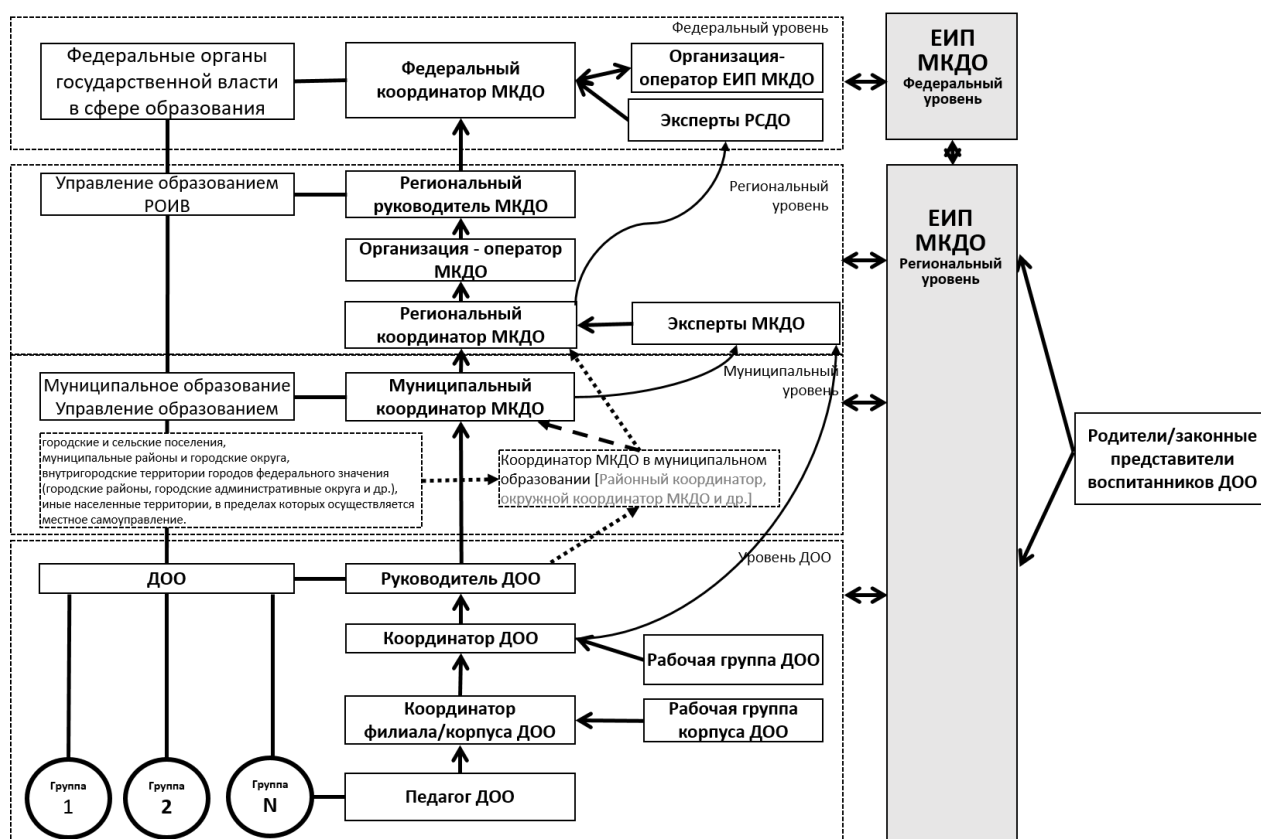 Федеральный уровень
Федеральные органы
государственной власти
в сфере образования
Федеральный
координатор МКДО
Организация-
оператор ЕИП МКДО
Эксперты РСДО
ЕИП
МКДО
Федеральный
уровень
Управление образованием
РОИВ
Региональный
руководитель МКДО
Региональный
уровень
Организация - оператор
МКДО
Региональный
координатор МКДО
Эксперты МКДО
ЕИП
МКДО
Региональный
уровень
Муниципальный
уровень
Муниципальное образование
Управление образованием
Муниципальный
координатор МКДО
городские и сельские поселения,
муниципальные районы и городские округа,
внутригородские территории городов федерального значения
(городские районы, городские административные округа и др.),
иные населенные территории, в пределах которых осуществляется
местное самоуправление.
Координатор МКДО в муниципальном
образовании [Районный координатор,
окружной координатор МКДО и др.]
Родители/законные
представители
воспитанников ДОО
Уровень ДОО
ДОО
Руководитель ДОО
Координатор ДОО
Рабочая группа ДОО
Координатор
филиала/корпуса ДОО
Рабочая группа
корпуса ДОО
Группа
1
Группа
2
Группа
N
Педагог ДОО